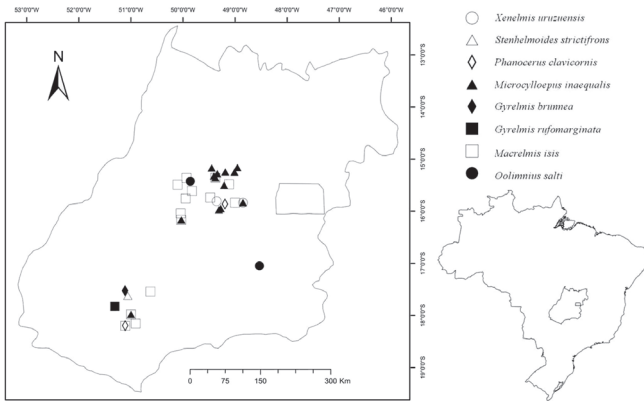 53°0'0"W 52°0'0"W 51°0'0"W 50°0'0"W 49°0'0"W 48°0'0"W 47°0'0"W 46°0'0"W
N
13°0'0"S
14°0'0"S
15°0'0"S
16°0'0"S
17°0'0"S
18°0'0"S
19°0'0"S
0 75 150 300 Km
Xenelmis uruzuensis
Stenhelmoides strictifrons
Phanocerus clavicornis
Microcylloepus inaequalis
Gyrelmis brunnea
Gyrelmis rufomarginata
Macrelmis isis
Oolimnius salti